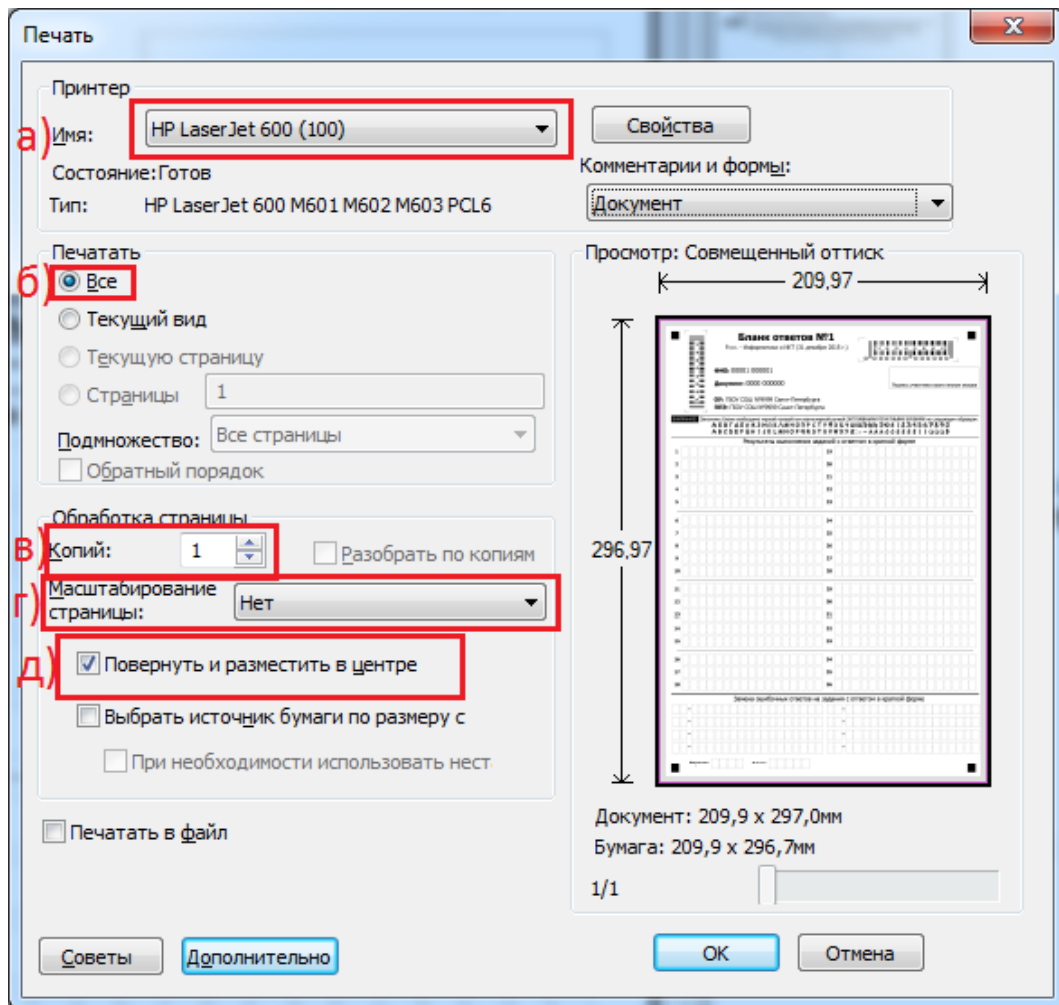 Печать
X
Принтер
а) Имя: HP LaserJet 600 (100) Свойства
Состояние:Готов Комментарии и формы:
Тип: HP LaserJet 600 M601 M602 M603 PCL6 Документ
Печатать
б) Все
Текущий вид
Текущую страницу
Страницы 1
Подмножество: Все страницы
Обратный порядок
Обработка страницы
в) Копий: 1 Разобрать по копиям
г) Масштабирование
страницы: Нет
д) Повернуть и разместить в центре
Выбрать источник бумаги по размеру с
При необходимости использовать нест
Печатать в файл
Просмотр: Совмещенный оттиск
209,97
296,97
Бланк ответов №1
Документ: 209,9 x 297,0мм
Бумага: 209,9 x 296,7мм
1/1
Советы Дополнительно OK Отмена